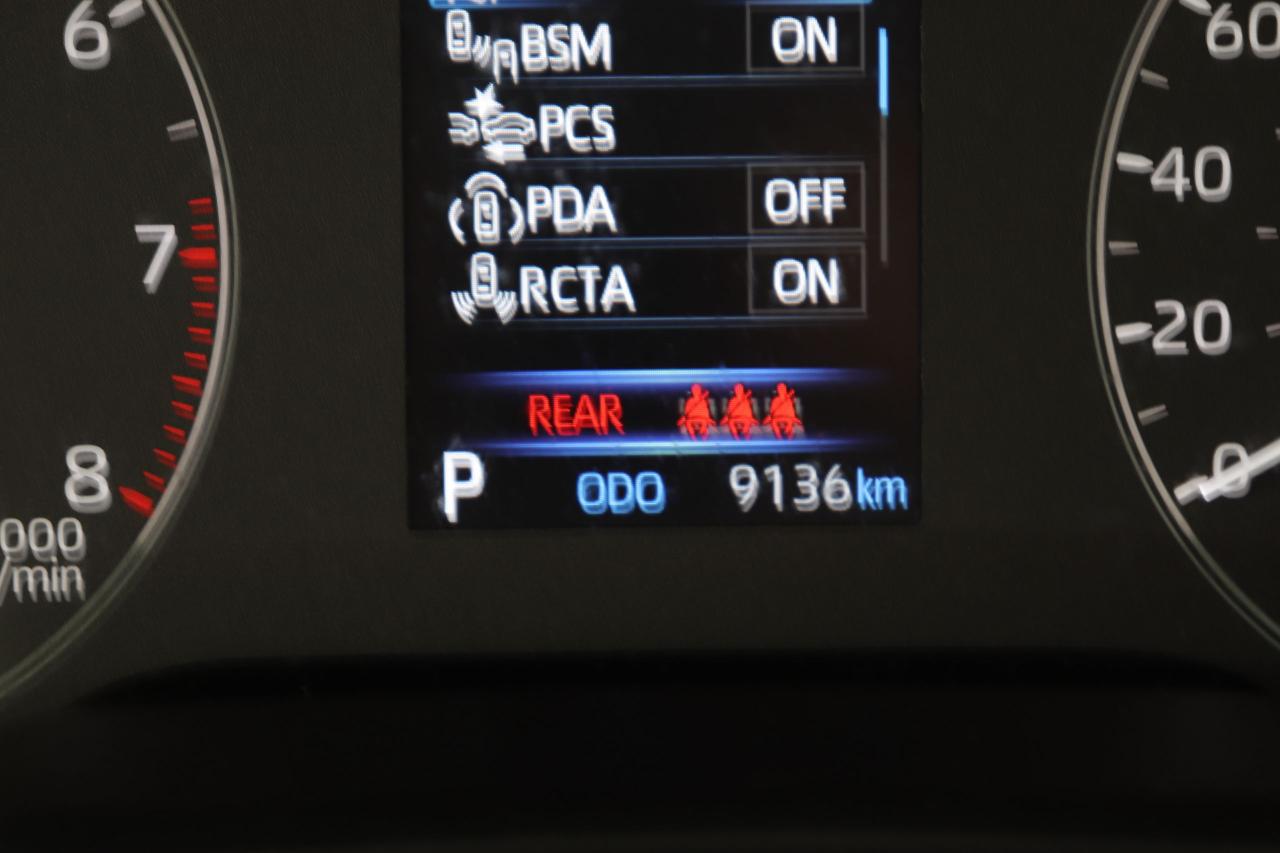 BSM ON
PCS
PDA OFF
RCTA ON
REAR
P ODO 9136 km
6
7
8
000
/min
60
40
20
0